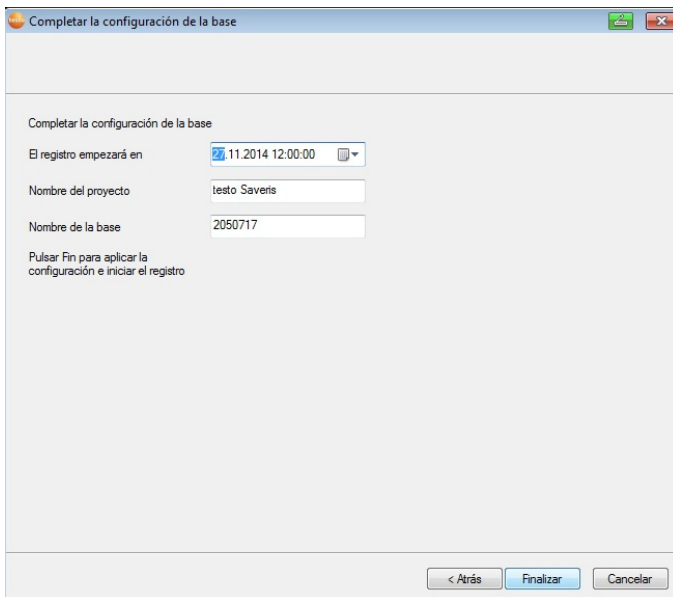 Completar la configuración de la base
Completar la configuración de la base
El registro empezará en
27.11.2014 12:00:00
Nombre del proyecto
testo Saveris
Nombre de la base
2050717
Pulsar Fin para aplicar la
configuración e iniciar el registro
< Atrás
Finalizar
Cancelar